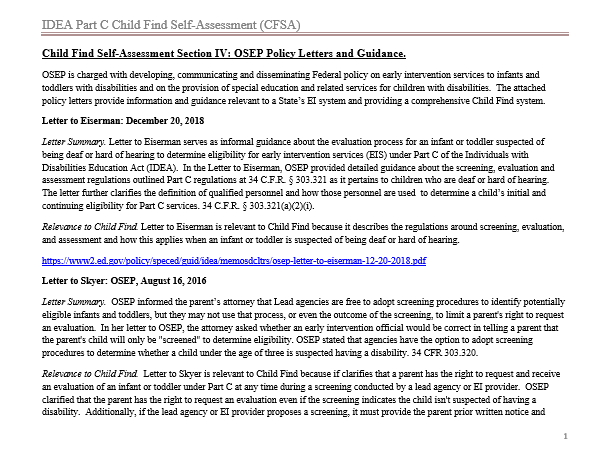 IDEA Part C Child Find Self-Assessment (CFSA)
Child Find Self-Assessment Section IV: OSEP Policy Letters and Guidance.
OSEP is charged with developing, communicating and disseminating Federal policy on early intervention services to infants and
toddlers with disabilities and on the provision of special education and related services for children with disabilities. The attached
policy letters provide information and guidance relevant to a State's EI system and providing a comprehensive Child Find system.
Letter to Eiserman: December 20, 2018
Letter Summary. Letter to Eiserman serves as informal guidance about the evaluation process for an infant or toddler suspected of
being deaf or hard of hearing to determine eligibility for early intervention services (EIS) under Part C of the Individuals with
Disabilities Education Act (IDEA). In the Letter to Eiserman, OSEP provided detailed guidance about the screening, evaluation and
assessment regulations outlined Part C regulations at 34 C.F.R. § 303.321 as it pertains to children who are deaf or hard of hearing.
The letter further clarifies the definition of qualified personnel and how those personnel are used to determine a child's initial and
continuing eligibility for Part C services. 34 C.F.R. § 303.321(a)(2)(i).
Relevance to Child Find. Letter to Eiserman is relevant to Child Find because it describes the regulations around screening, evaluation,
and assessment and how this applies when an infant or toddler is suspected of being deaf or hard of hearing.
https://www2.ed.gov/policy/speced/guid/idea/memosdcltrs/osep-letter-to-eiserman-12-20-2018.pdf
Letter to Skyer: OSEP, August 16, 2016
Letter Summary. OSEP informed the parent's attorney that Lead agencies are free to adopt screening procedures to identify potentially
eligible infants and toddlers, but they may not use that process, or even the outcome of the screening, to limit a parent's right to request
an evaluation. In her letter to OSEP, the attorney asked whether an early intervention official would be correct in telling a parent that
the parent's child will only be "screened" to determine eligibility. OSEP stated that agencies have the option to adopt screening
procedures to determine whether a child under the age of three is suspected having a disability. 34 CFR 303.320.
Relevance to Child Find. Letter to Skyer is relevant to Child Find because if clarifies that a parent has the right to request and receive
an evaluation of an infant or toddler under Part C at any time during a screening conducted by a lead agency or EI provider. OSEP
clarified that the parent has the right to request an evaluation even if the screening indicates the child isn't suspected of having a
disability. Additionally, if the lead agency or EI provider proposes a screening, it must provide the parent prior written notice and
1